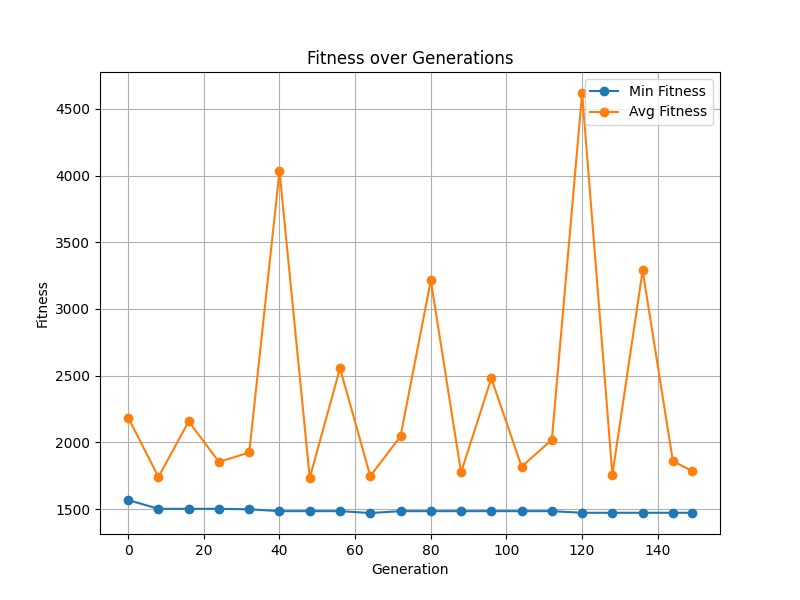 Fitness over Generations
Min Fitness
Avg Fitness
4500
4000
3500
3000
2500
2000
1500
Fitness
0 20 40 60 80 100 120 140
Generation